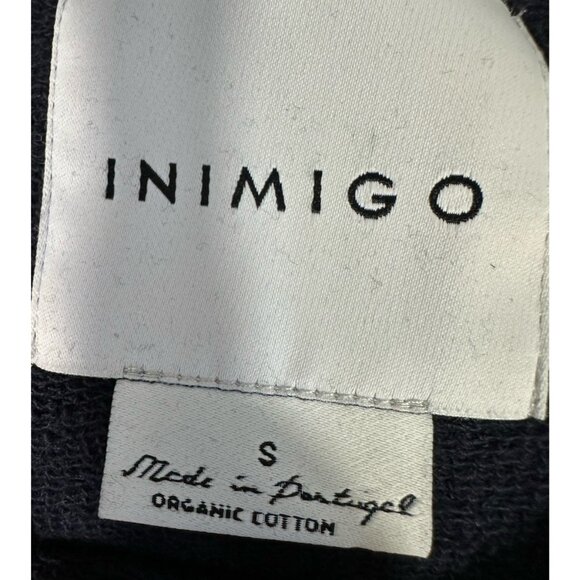 INIMIGO
S
Made in Portugal
ORGANIC COTTON